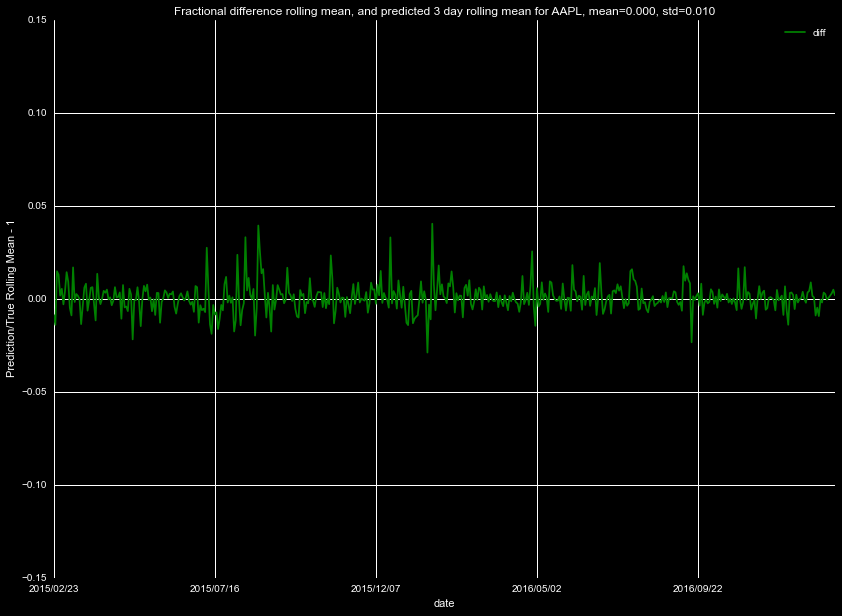 Fractional difference rolling mean, and predicted 3 day rolling mean for AAPL, mean=0.000, std=0.010
diff
Prediction/True Rolling Mean - 1
0.15
0.10
0.05
0.00
−0.05
−0.10
−0.15
2015/02/23 2015/07/16 2015/12/07 2016/05/02 2016/09/22
date